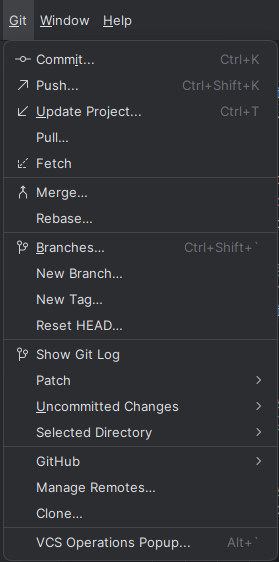 Git Window Help
Commit... Ctrl+K
Push... Ctrl+Shift+K
Update Project... Ctrl+T
Pull...
Fetch
Merge...
Rebase...
Branches... Ctrl+Shift+`
New Branch...
New Tag...
Reset HEAD...
Show Git Log
Patch
Uncommitted Changes
Selected Directory
GitHub
Manage Remotes...
Clone...
VCS Operations Popup... Alt+`